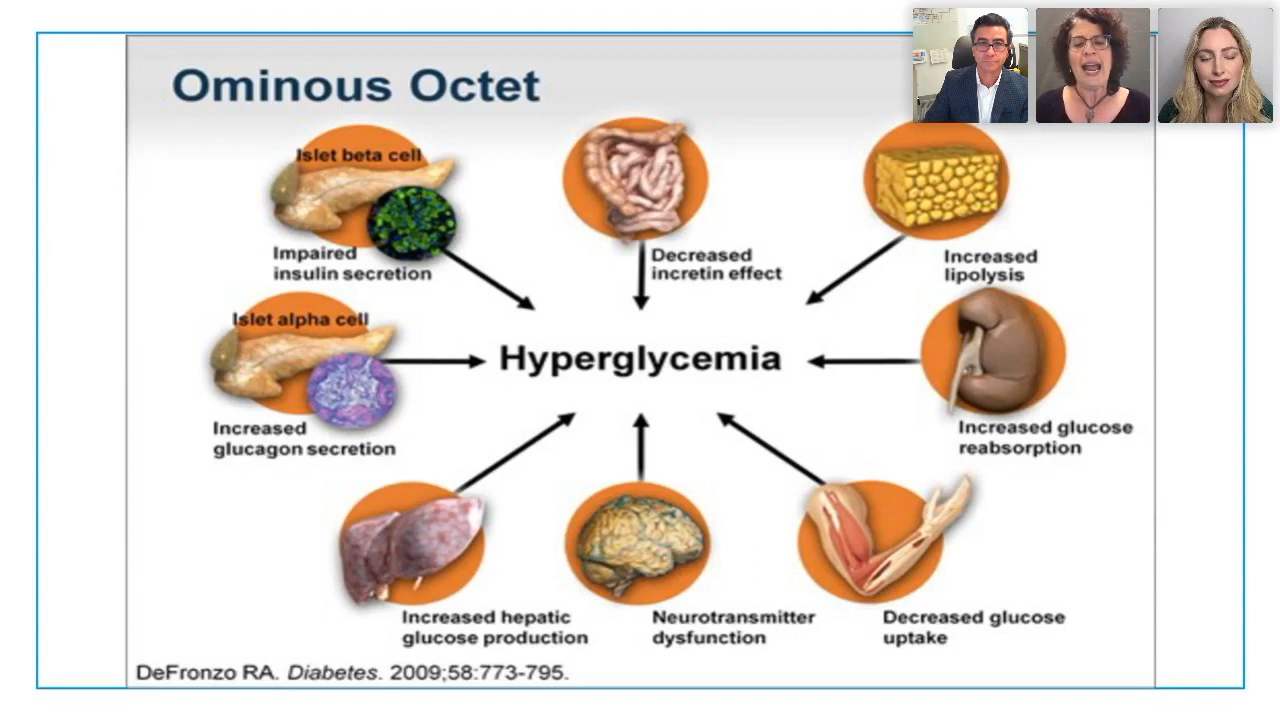 Ominous Octet
Islet beta cell
Impaired
insulin secretion
Decreased
incretin effect
Increased
lipolysis
Islet alpha cell
Increased
glucagon secretion
Hyperglycemia
Increased glucose
reabsorption
Increased hepatic
glucose production
Neurotransmitter
dysfunction
Decreased glucose
uptake
DeFronzo RA. Diabetes. 2009;58:773-795.